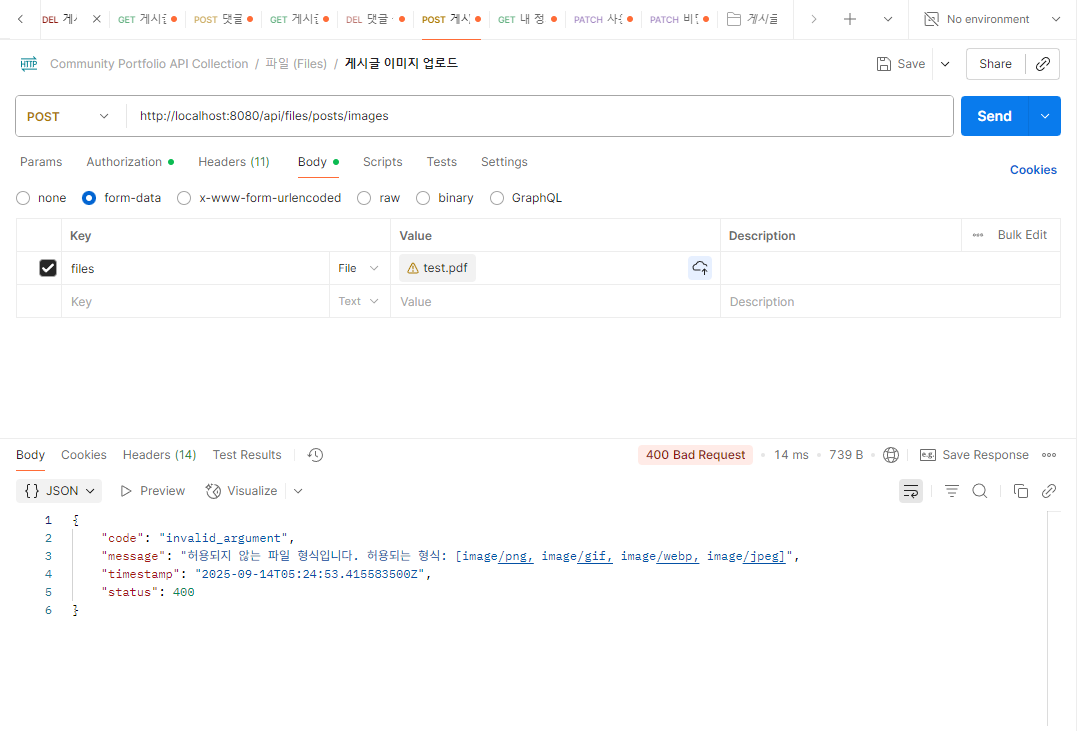 DEL 게시 GET 게시글 POST 댓글 GET 게시글 DEL 댓글 POST 게시 GET 내 정 PATCH PATCH 게시글 No environment
Community Portfolio API Collection / 파일 (Files) / 게시글 이미지 업로드 Save Share
POST http://localhost:8080/api/files/posts/images Send
Params Authorization Headers (11) Body Scripts Tests Settings Cookies
none form-data x-www-form-urlencoded raw binary GraphQL
Key Value Description Bulk Edit
files File test.pdf
Key Text Value Description
Body Cookies Headers (14) Test Results 400 Bad Request 14 ms 739 B e.g. Save Response
{} JSON Preview Visualize
1 {
2 "code": "invalid_argument",
3 "message": "허용되지 않는 파일 형식입니다. 허용되는 형식: [image/png, image/gif, image/webp, image/jpeg]",
4 "timestamp": "2025-09-14T05:24:53.415583500Z",
5 "status": 400
6 }